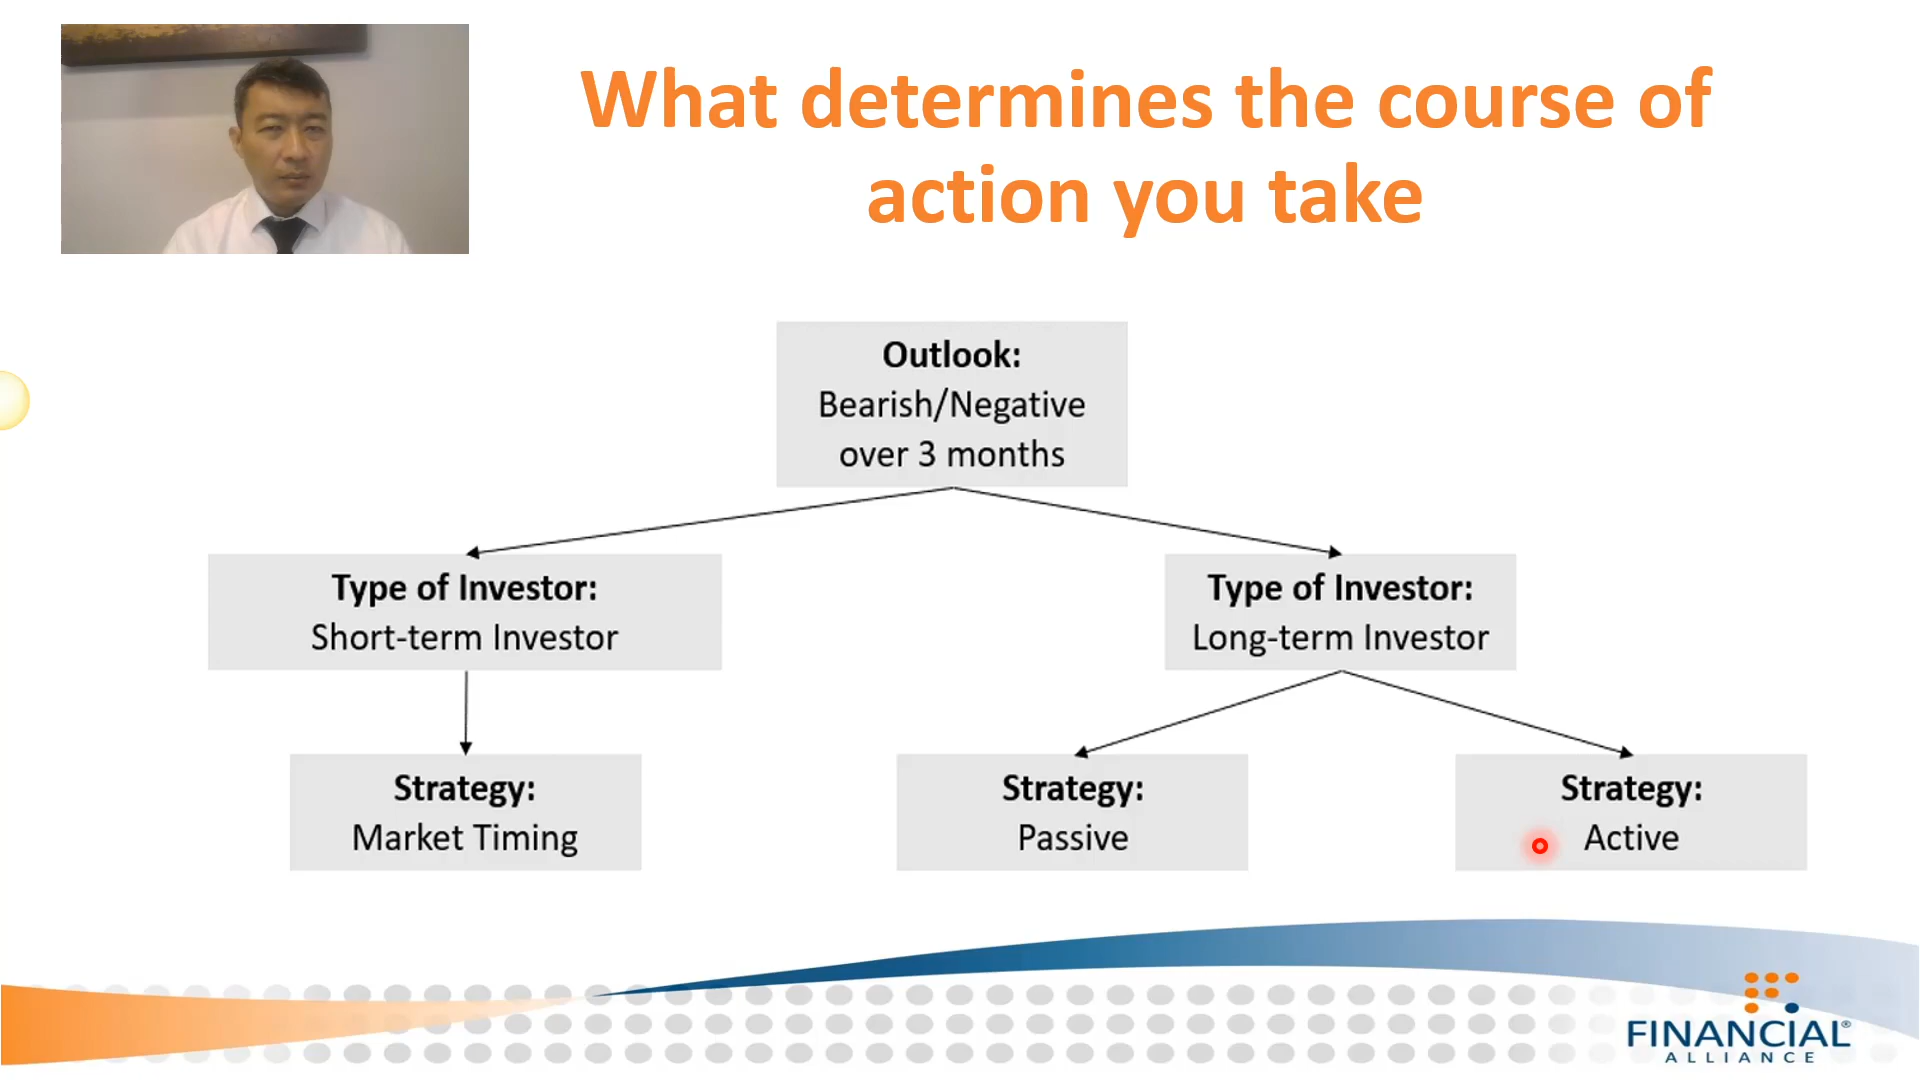 What determines the course of
action you take
Outlook:
Bearish/Negative
over 3 months
Type of Investor:
Short-term Investor
Type of Investor:
Long-term Investor
Strategy:
Market Timing
Strategy:
Passive
Strategy:
Active
FINANCIAL®
ALLIANCE